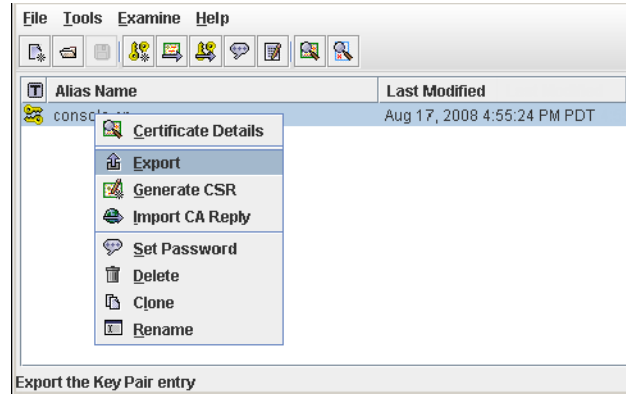 File Tools Examine Help
T Alias Name Last Modified
Aug 17, 2008 4:55:24 PM PDT
Certificate Details
Export
Generate CSR
Import CA Reply
Set Password
Delete
Clone
Rename
Export the Key Pair entry